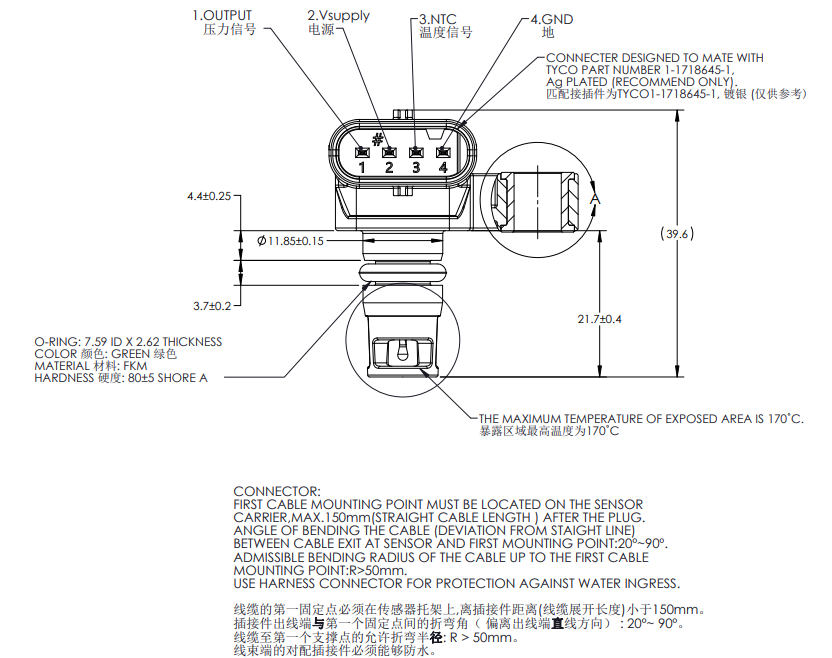 1.OUTPUT
压力信号
2.Vsupply
电源
3.NTC
温度信号
4.GND
地
CONNECTER DESIGNED TO MATE WITH
TYCO PART NUMBER 1-1718645-1,
Ag PLATED (RECOMMEND ONLY).
匹配接插件为TYCO1-1718645-1, 镀银 (仅供参考)
#
1 2 3 4
4.4±0.25
A
Ø11.85±0.15
(39.6)
3.7±0.2
21.7±0.4
O-RING: 7.59 ID X 2.62 THICKNESS
COLOR 颜色: GREEN 绿色
MATERIAL 材料: FKM
HARDNESS 硬度: 80±5 SHORE A
THE MAXIMUM TEMPERATURE OF EXPOSED AREA IS 170°C.
暴露区域最高温度为170°C
CONNECTOR:
FIRST CABLE MOUNTING POINT MUST BE LOCATED ON THE SENSOR
CARRIER,MAX.150mm(STRAIGHT CABLE LENGTH ) AFTER THE PLUG.
ANGLE OF BENDING THE CABLE (DEVIATION FROM STAIGHT LINE)
BETWEEN CABLE EXIT AT SENSOR AND FIRST MOUNTING POINT:20°~90°.
ADMISSIBLE BENDING RADIUS OF THE CABLE UP TO THE FIRST CABLE
MOUNTING POINT:R>50mm.
USE HARNESS CONNECTOR FOR PROTECTION AGAINST WATER INGRESS.
线缆的第一固定点必须在传感器托架上,离插接件距离(线缆展开长度)小于150mm。
插接件出线端与第一个固定点间的折弯角（ 偏离出线端直线方向）：20°~ 90°。
线缆至第一个支撑点的允许折弯半径: R > 50mm。
线束端的对配插接件必须能够防水。